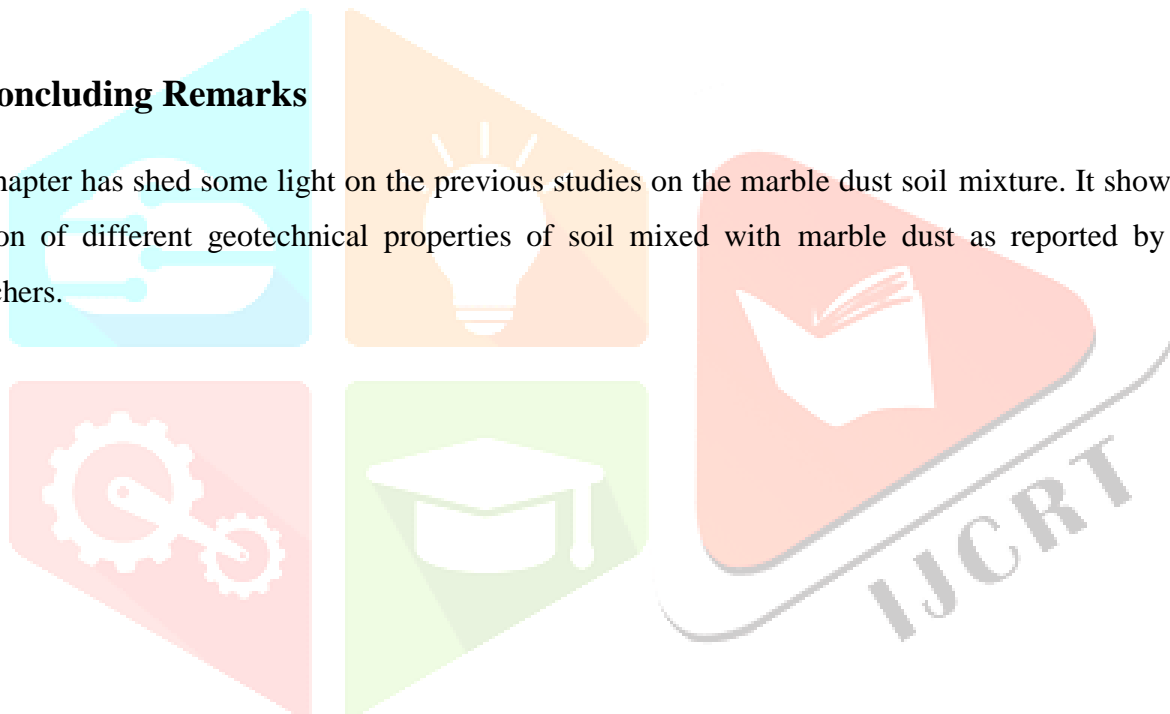 oncluding Remarks
hapter has shed some light on the previous studies on the marble dust soil mixture. It show
on of different geotechnical properties of soil mixed with marble dust as reported by
chers.
IJCRT